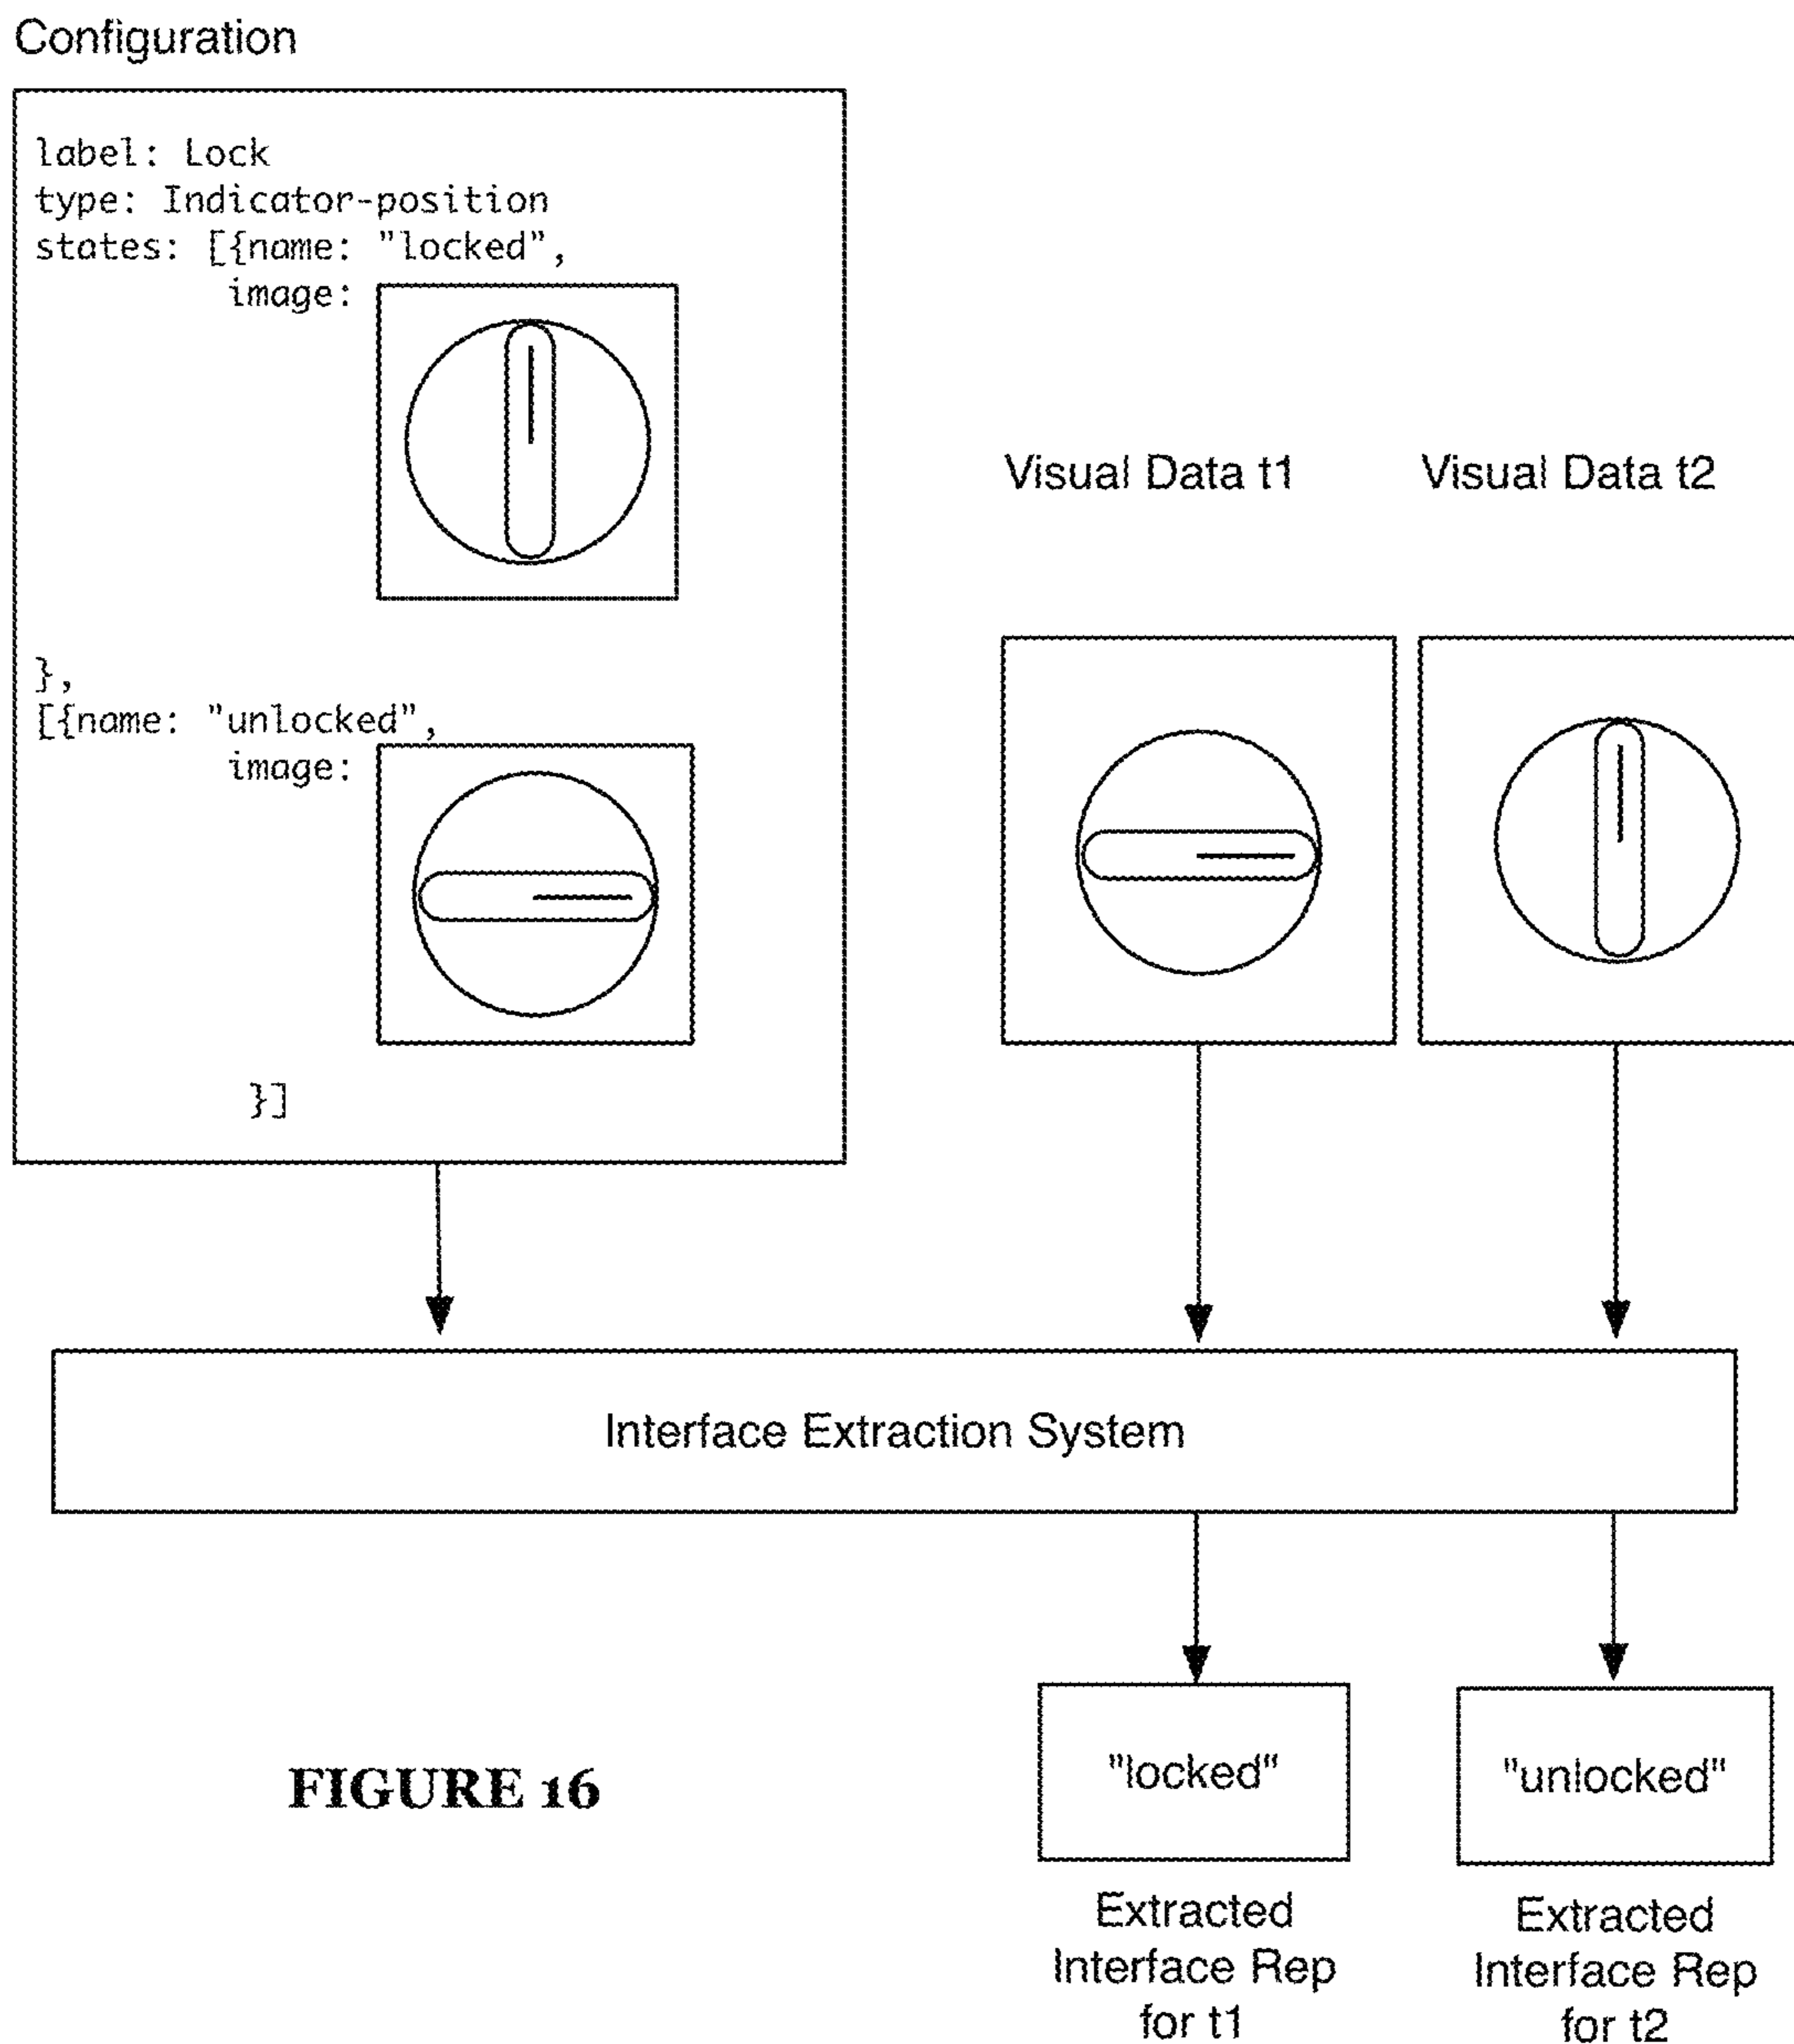 Configuration
label: Lock
type: Indicator-position
states: [{name: "locked",
image:
},
[{name: "unlocked",
image:
}]
Visual Data t1
Visual Data t2
Interface Extraction System
"locked"
"unlocked"
Extracted
Interface Rep
for t1
Extracted
Interface Rep
for t2
FIGURE 16